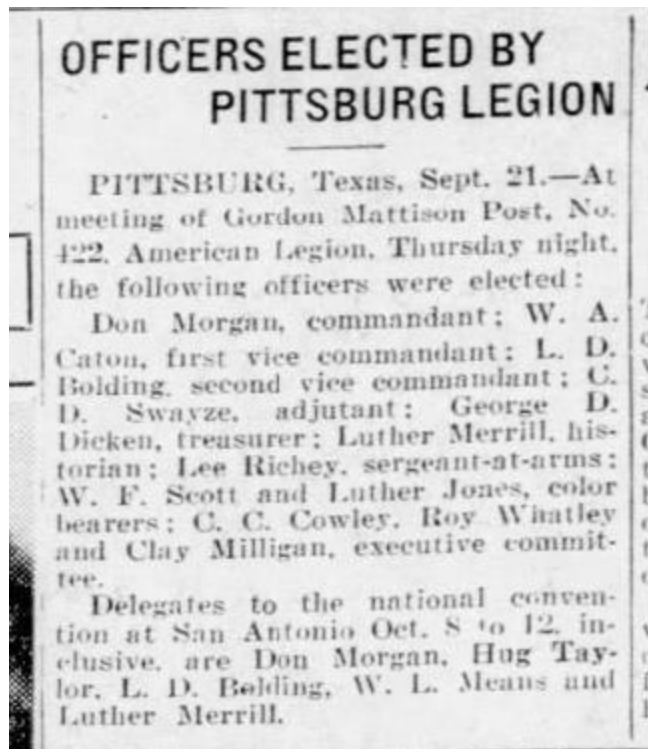 OFFICERS ELECTED BY
PITTSBURG LEGION
PITTSBURG, Texas, Sept. 21.—At
meeting of Gordon Mattison Post, No.
422, American Legion, Thursday night,
the following officers were elected:
Don Morgan, commandant; W. A.
Caton, first vice commandant; L. D.
Bolding, second vice commandant; C.
D. Swayze, adjutant; George D.
Dicken, treasurer; Luther Merrill, his-
torian; Lee Richey, sergeant-at-arms;
W. F. Scott and Luther Jones, color
bearers; C. C. Cowley, Roy Whatley
and Clay Milligan, executive commit-
tee.
Delegates to the national conven-
tion at San Antonio Oct. 8 to 12, in-
clusive, are Don Morgan, Hug Tay-
lor, L. D. Bolding, W. L. Means and
Luther Merrill.